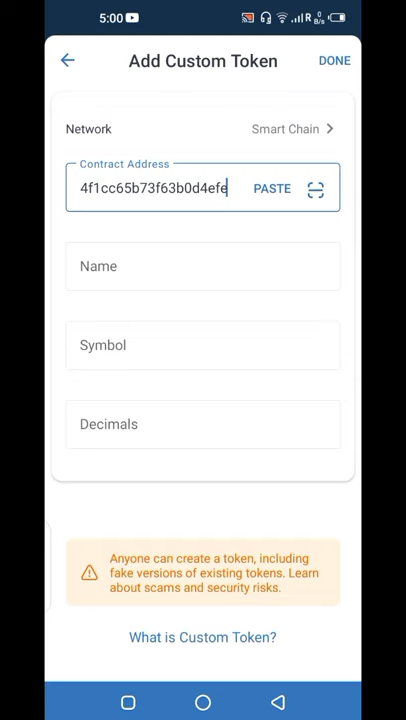 5:00
R 0 B/s
Add Custom Token
DONE
Network
Smart Chain
Contract Address
4f1cc65b73f63b0d4efe
PASTE
Name
Symbol
Decimals
Anyone can create a token, including
fake versions of existing tokens. Learn
about scams and security risks.
What is Custom Token?